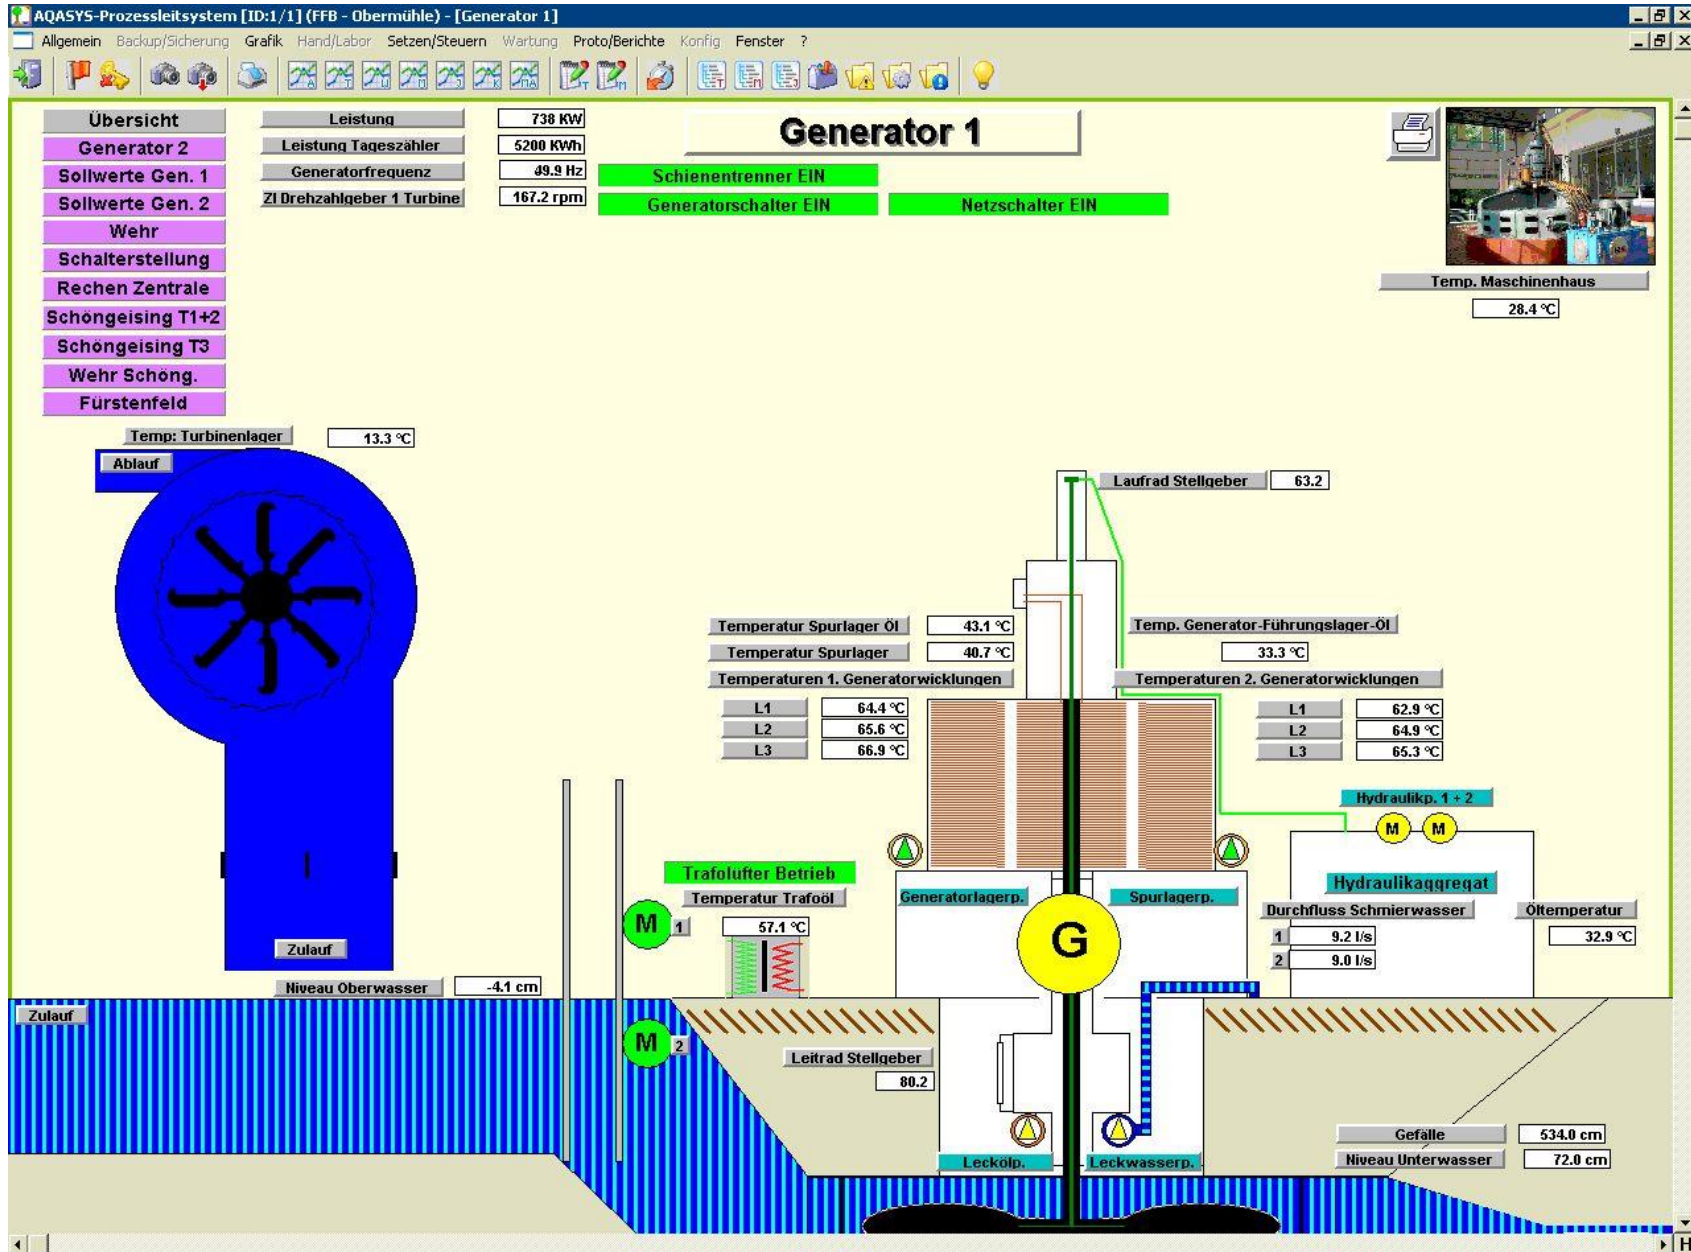 AQASYS-Prozessleitsystem [ID:1/1] (FFB - Obermühle) - [Generator 1]
Allgemein Backup/Sicherung Grafik Hand/Labor Setzen/Steuern Wartung Proto/Berichte Konfig Fenster ?
Übersicht
Generator 2
Sollwerte Gen. 1
Sollwerte Gen. 2
Wehr
Schalterstellung
Rechen Zentrale
Schöngeising T1+2
Schöngeising T3
Wehr Schöng.
Fürstenfeld
Leistung 738 KW
Leistung Tageszähler 5200 KWh
Generatorfrequenz 49.9 Hz
ZI Drehzahlgeber 1 Turbine 167.2 rpm
Generator 1
Schienentrenner EIN
Generatorschalter EIN Netzschalter EIN
Temp. Maschinenhaus
28.4 °C
Temp: Turbinenlager 13.3 °C
Ablauf
Zulauf
Laufrad Stellgeber 63.2
Temperatur Spurlager Öl 43.1 °C
Temperatur Spurlager 40.7 °C
Temperaturen 1. Generatorwicklungen
L1 64.4 °C
L2 65.6 °C
L3 66.9 °C
Temp. Generator-Führungslager-Öl
33.3 °C
Temperaturen 2. Generatorwicklungen
L1 62.9 °C
L2 64.9 °C
L3 65.3 °C
Hydraulikp. 1 + 2
M M
Hydraulikaggregat
Durchfluss Schmierwasser
1 9.2 l/s
2 9.0 l/s
Öltemperatur
32.9 °C
Trafolüfter Betrieb
Temperatur Trafoöl
57.1 °C
M 1
M 2
Generatorlagerp.
Spurlagerp.
G
Niveau Oberwasser -4.1 cm
Zulauf
Leitrad Stellgeber
80.2
Leckölp.
Leckwasserp.
Gefälle 534.0 cm
Niveau Unterwasser 72.0 cm
H